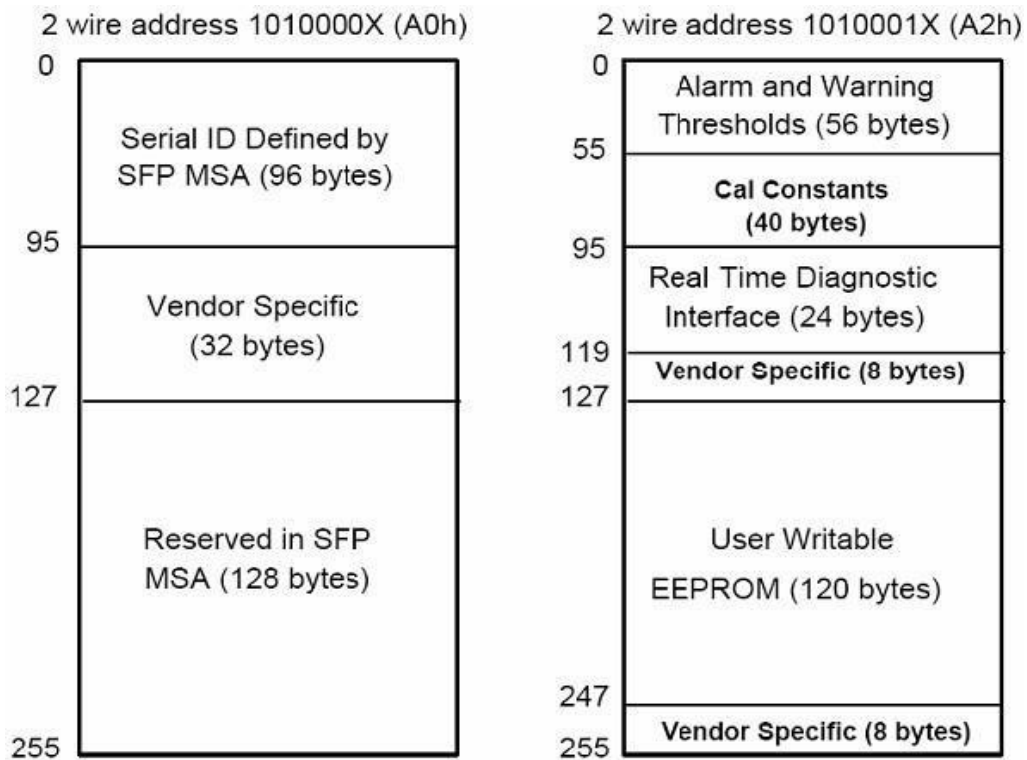 2 wire address 1010000X (A0h)
0
Serial ID Defined by
SFP MSA (96 bytes)
95
Vendor Specific
(32 bytes)
127
Reserved in SFP
MSA (128 bytes)
255
2 wire address 1010001X (A2h)
0
Alarm and Warning
Thresholds (56 bytes)
55
Cal Constants
(40 bytes)
95
Real Time Diagnostic
Interface (24 bytes)
119
Vendor Specific (8 bytes)
127
User Writable
EEPROM (120 bytes)
247
Vendor Specific (8 bytes)
255